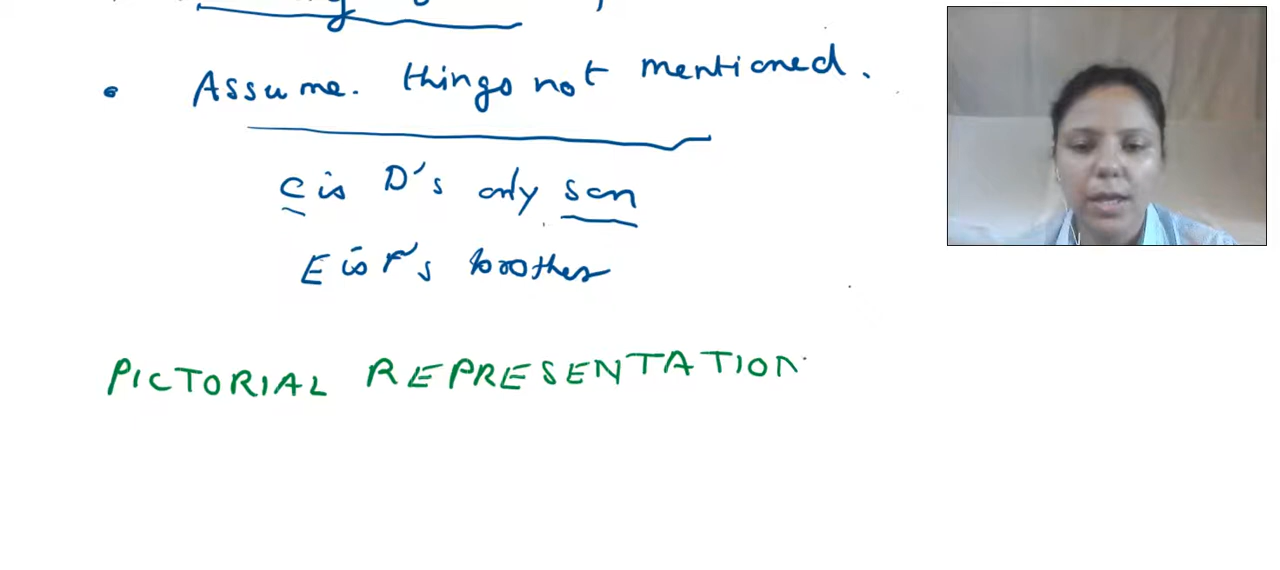 • Assume. things not mentioned.
C is D's only son
E is F's brother
PICTORIAL REPRESENTATION